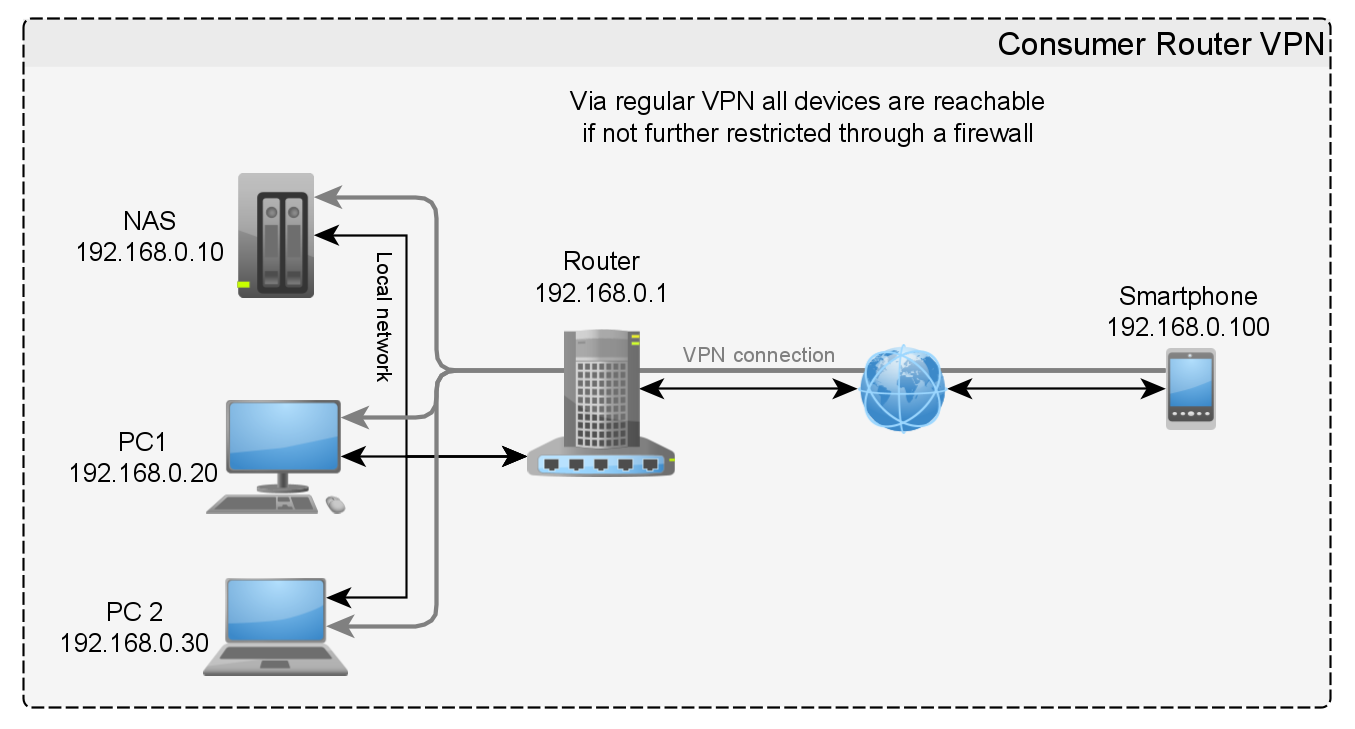 Consumer Router VPN
Via regular VPN all devices are reachable
if not further restricted through a firewall
NAS
192.168.0.10
Local network
Router
192.168.0.1
Smartphone
192.168.0.100
VPN connection
PC1
192.168.0.20
PC 2
192.168.0.30